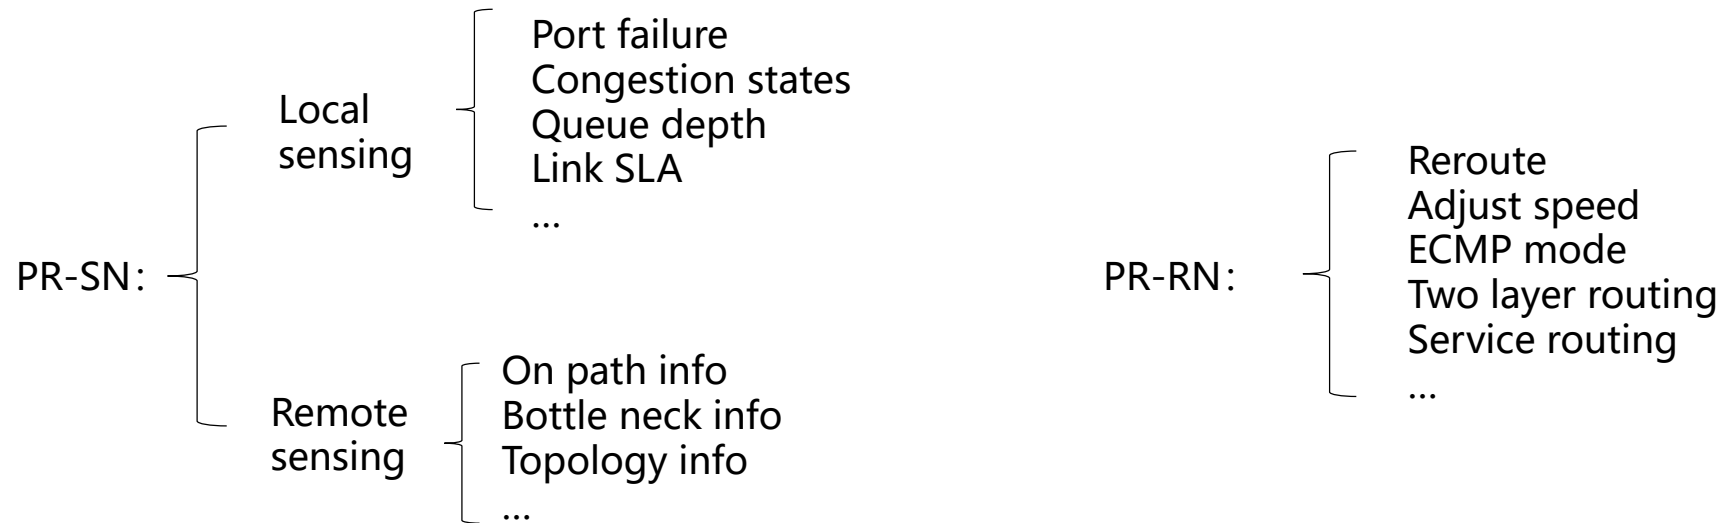 PR-SN：
Local
sensing
Port failure
Congestion states
Queue depth
Link SLA
...
Remote
sensing
On path info
Bottle neck info
Topology info
...
PR-RN：
Reroute
Adjust speed
ECMP mode
Two layer routing
Service routing
...